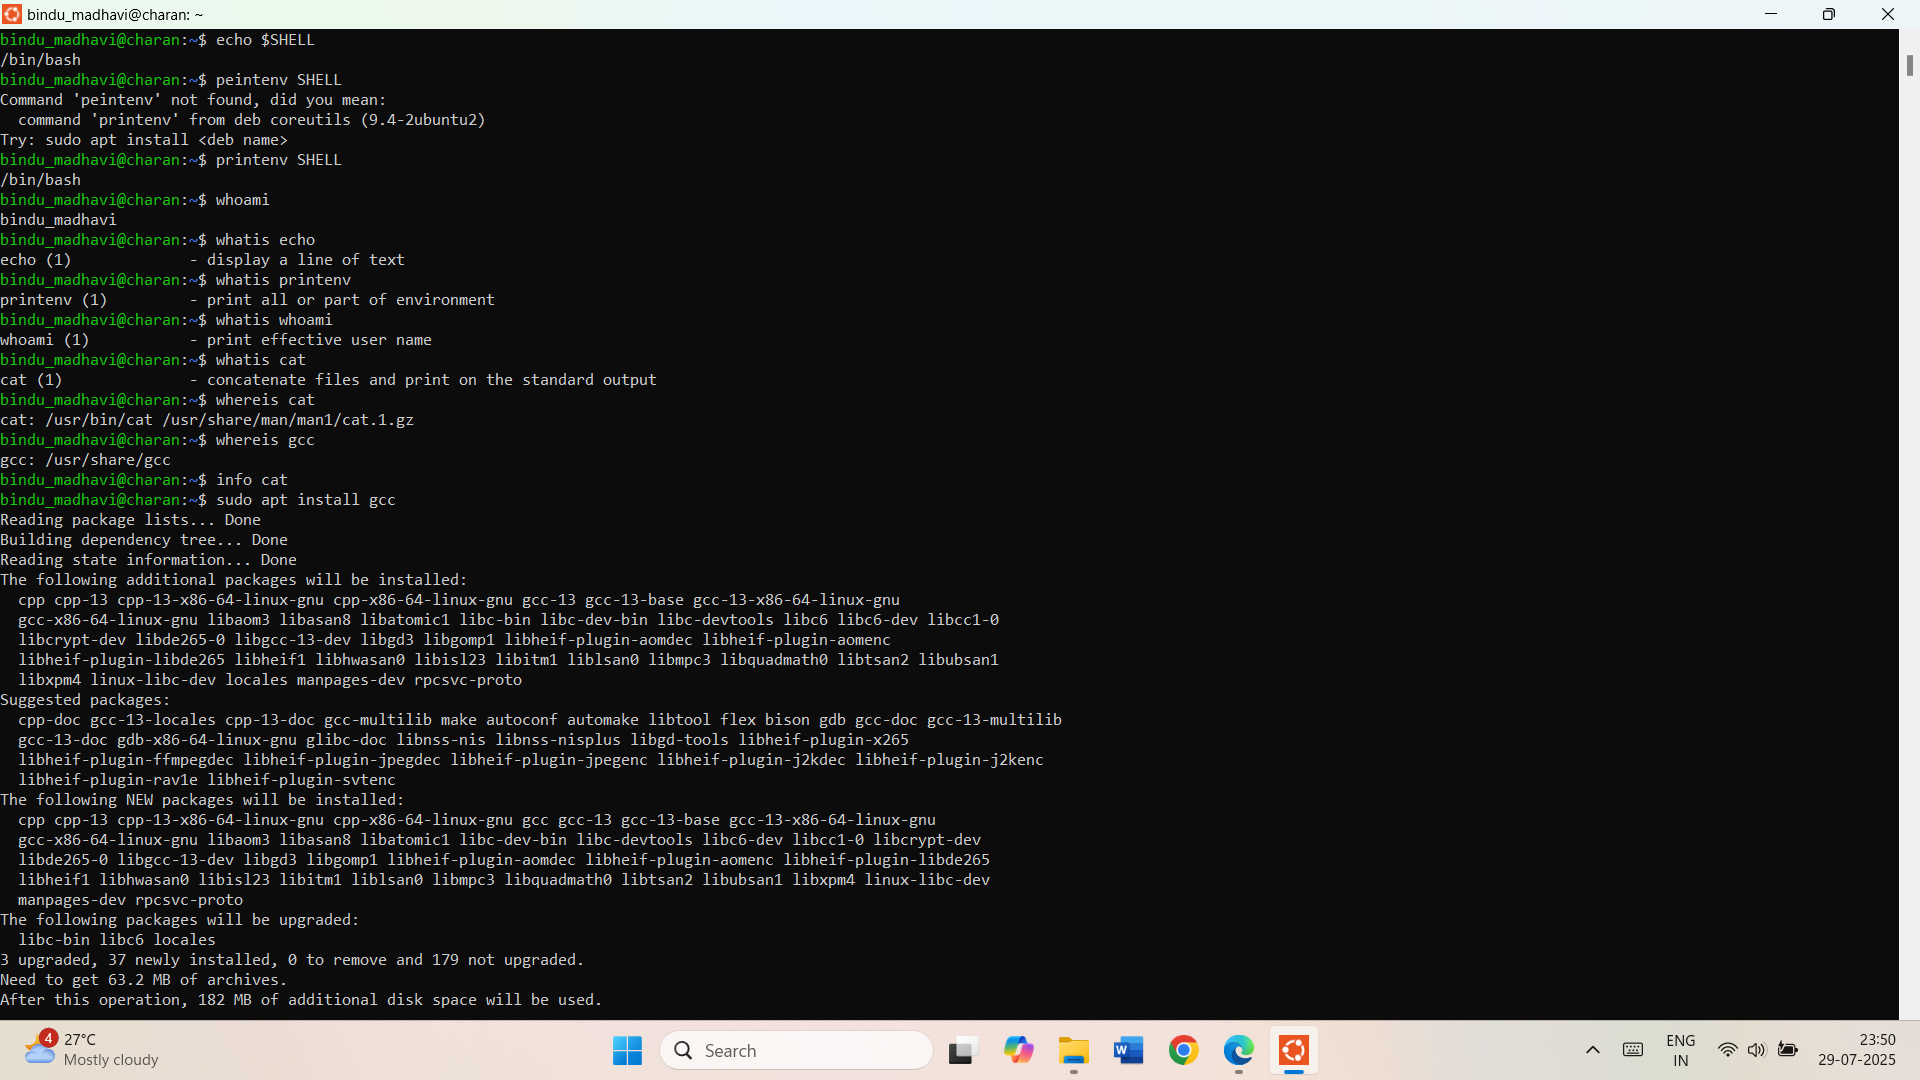 bindu_madhavi@charan: ~
bindu_madhavi@charan:~$ echo $SHELL
/bin/bash
bindu_madhavi@charan:~$ peintenv SHELL
Command 'peintenv' not found, did you mean:
  command 'printenv' from deb coreutils (9.4-2ubuntu2)
Try: sudo apt install <deb name>
bindu_madhavi@charan:~$ printenv SHELL
/bin/bash
bindu_madhavi@charan:~$ whoami
bindu_madhavi
bindu_madhavi@charan:~$ whatis echo
echo (1)             - display a line of text
bindu_madhavi@charan:~$ whatis printenv
printenv (1)         - print all or part of environment
bindu_madhavi@charan:~$ whatis whoami
whoami (1)           - print effective user name
bindu_madhavi@charan:~$ whatis cat
cat (1)              - concatenate files and print on the standard output
bindu_madhavi@charan:~$ whereis cat
cat: /usr/bin/cat /usr/share/man/man1/cat.1.gz
bindu_madhavi@charan:~$ whereis gcc
gcc: /usr/share/gcc
bindu_madhavi@charan:~$ info cat
bindu_madhavi@charan:~$ sudo apt install gcc
Reading package lists... Done
Building dependency tree... Done
Reading state information... Done
The following additional packages will be installed:
  cpp cpp-13 cpp-13-x86-64-linux-gnu cpp-x86-64-linux-gnu gcc-13 gcc-13-base gcc-13-x86-64-linux-gnu
  gcc-x86-64-linux-gnu libaom3 libasan8 libatomic1 libc-bin libc-dev-bin libc-devtools libc6 libc6-dev libcc1-0
  libcrypt-dev libde265-0 libgcc-13-dev libgd3 libgomp1 libheif-plugin-aomdec libheif-plugin-aomenc
  libheif-plugin-libde265 libheif1 libhwasan0 libisl23 libitm1 liblsan0 libmpc3 libquadmath0 libtsan2 libubsan1
  libxpm4 linux-libc-dev locales manpages-dev rpcsvc-proto
Suggested packages:
  cpp-doc gcc-13-locales cpp-13-doc gcc-multilib make autoconf automake libtool flex bison gdb gcc-doc gcc-13-multilib
  gcc-13-doc gdb-x86-64-linux-gnu glibc-doc libnss-nis libnss-nisplus libgd-tools libheif-plugin-x265
  libheif-plugin-ffmpegdec libheif-plugin-jpegdec libheif-plugin-jpegenc libheif-plugin-j2kdec libheif-plugin-j2kenc
  libheif-plugin-rav1e libheif-plugin-svtenc
The following NEW packages will be installed:
  cpp cpp-13 cpp-13-x86-64-linux-gnu cpp-x86-64-linux-gnu gcc gcc-13 gcc-13-base gcc-13-x86-64-linux-gnu
  gcc-x86-64-linux-gnu libaom3 libasan8 libatomic1 libc-dev-bin libc-devtools libc6-dev libcc1-0 libcrypt-dev
  libde265-0 libgcc-13-dev libgd3 libgomp1 libheif-plugin-aomdec libheif-plugin-aomenc libheif-plugin-libde265
  libheif1 libhwasan0 libisl23 libitm1 liblsan0 libmpc3 libquadmath0 libtsan2 libubsan1 libxpm4 linux-libc-dev
  manpages-dev rpcsvc-proto
The following packages will be upgraded:
  libc-bin libc6 locales
3 upgraded, 37 newly installed, 0 to remove and 179 not upgraded.
Need to get 63.2 MB of archives.
After this operation, 182 MB of additional disk space will be used.
4
27°C
Mostly cloudy
Search
W
ENG
IN
23:50
29-07-2025